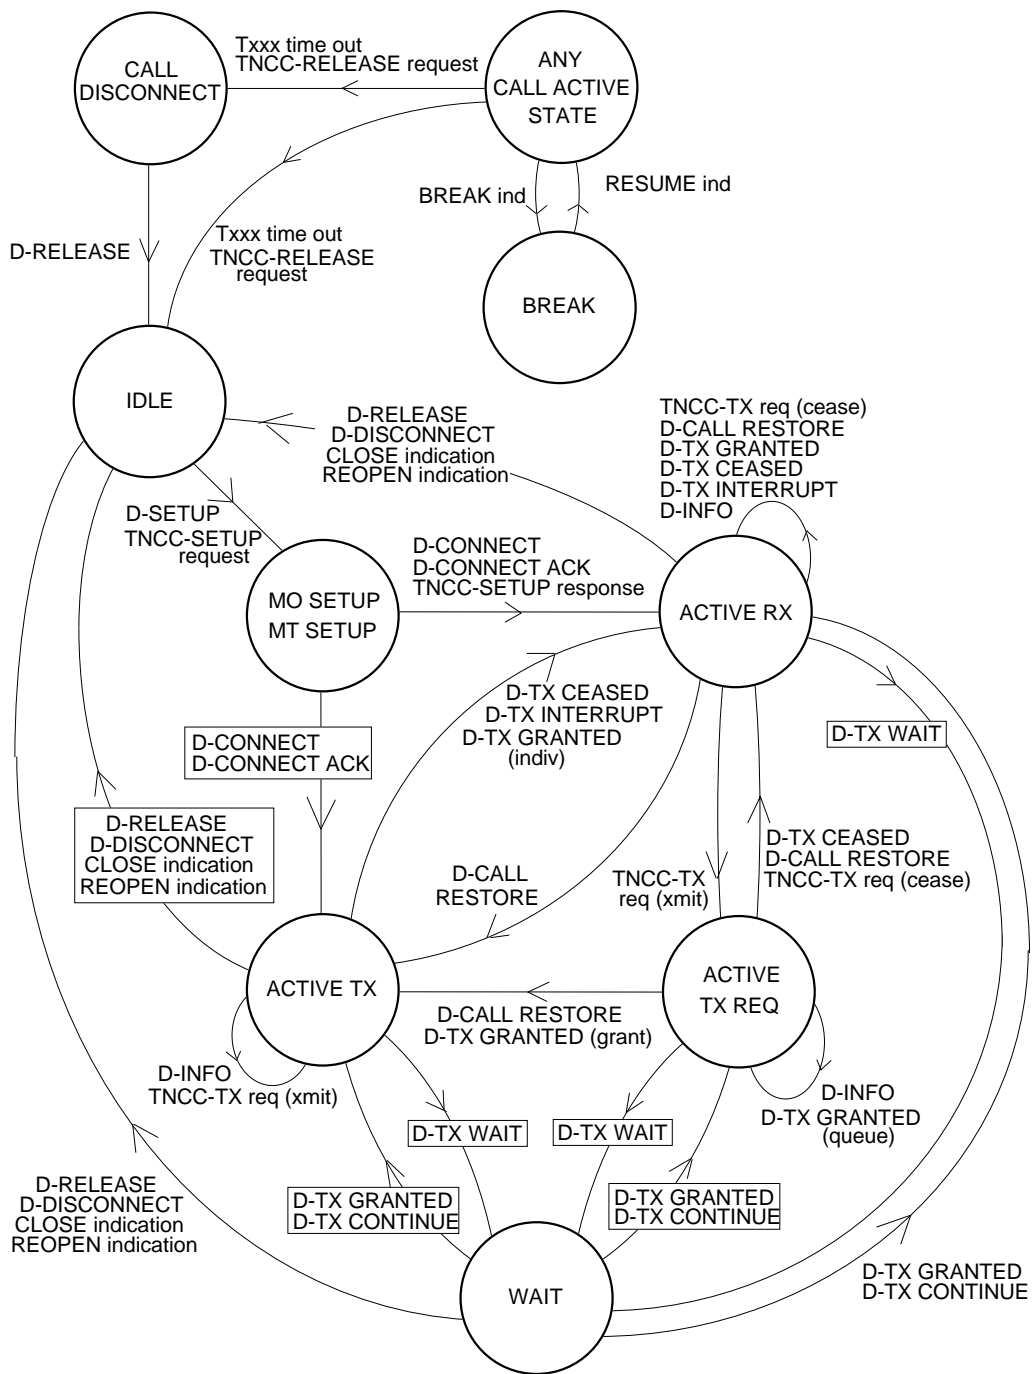 CALL
DISCONNECT
Txxx time out
TNCC-RELEASE request
ANY
CALL ACTIVE
STATE
BREAK ind
RESUME ind
D-RELEASE
Txxx time out
TNCC-RELEASE
request
BREAK
IDLE
D-RELEASE
D-DISCONNECT
CLOSE indication
REOPEN indication
TNCC-TX req (cease)
D-CALL RESTORE
D-TX GRANTED
D-TX CEASED
D-TX INTERRUPT
D-INFO
D-SETUP
TNCC-SETUP
request
D-CONNECT
D-CONNECT ACK
TNCC-SETUP response
MO SETUP
MT SETUP
ACTIVE RX
D-TX CEASED
D-TX INTERRUPT
D-TX GRANTED
(indiv)
D-TX WAIT
D-CONNECT
D-CONNECT ACK
D-RELEASE
D-DISCONNECT
CLOSE indication
REOPEN indication
D-CALL
RESTORE
TNCC-TX
req (xmit)
D-TX CEASED
D-CALL RESTORE
TNCC-TX req (cease)
ACTIVE TX
ACTIVE
TX REQ
D-CALL RESTORE
D-TX GRANTED (grant)
D-INFO
TNCC-TX req (xmit)
D-INFO
D-TX GRANTED
(queue)
D-TX WAIT
D-TX WAIT
D-RELEASE
D-DISCONNECT
CLOSE indication
REOPEN indication
D-TX GRANTED
D-TX CONTINUE
D-TX GRANTED
D-TX CONTINUE
WAIT
D-TX GRANTED
D-TX CONTINUE